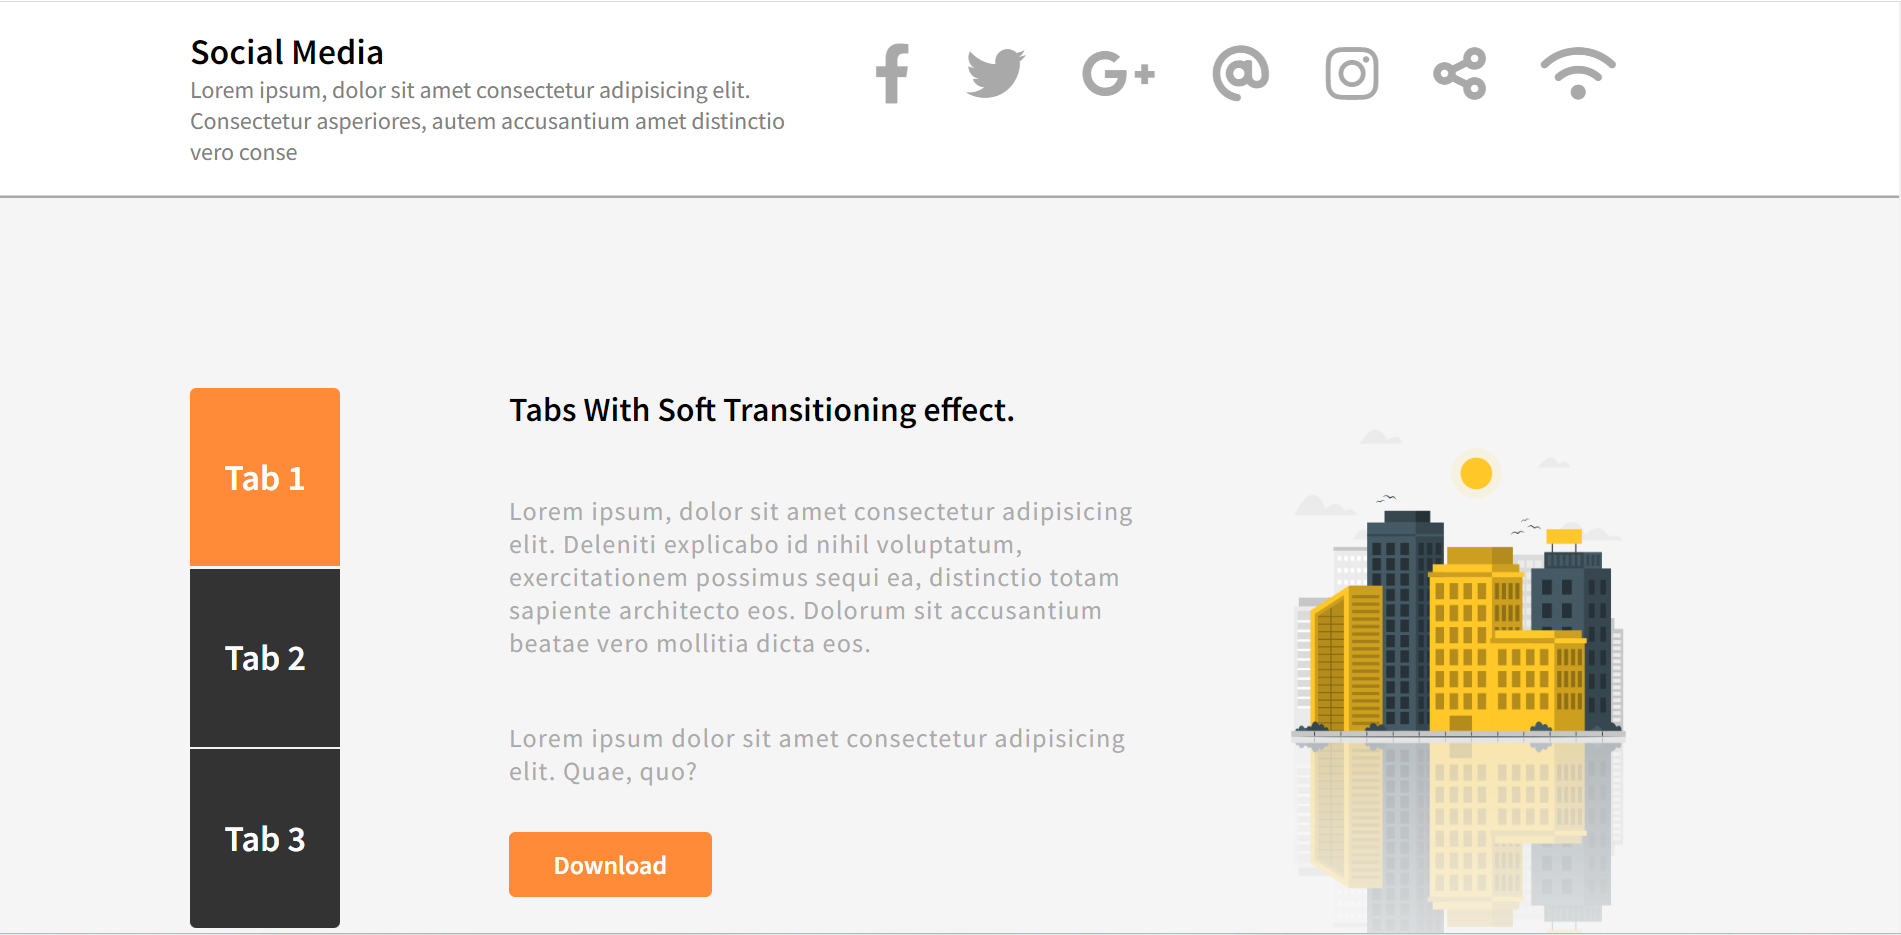 Social Media
Lorem ipsum, dolor sit amet consectetur adipisicing elit.
Consectetur asperiores, autem accusantium amet distinctio
vero conse
Tab 1
Tab 2
Tab 3
Tabs With Soft Transitioning effect.
Lorem ipsum, dolor sit amet consectetur adipisicing
elit. Deleniti explicabo id nihil voluptatum,
exercitationem possimus sequi ea, distinctio totam
sapiente architecto eos. Dolorum sit accusantium
beatae vero mollitia dicta eos.
Lorem ipsum dolor sit amet consectetur adipisicing
elit. Quae, quo?
Download